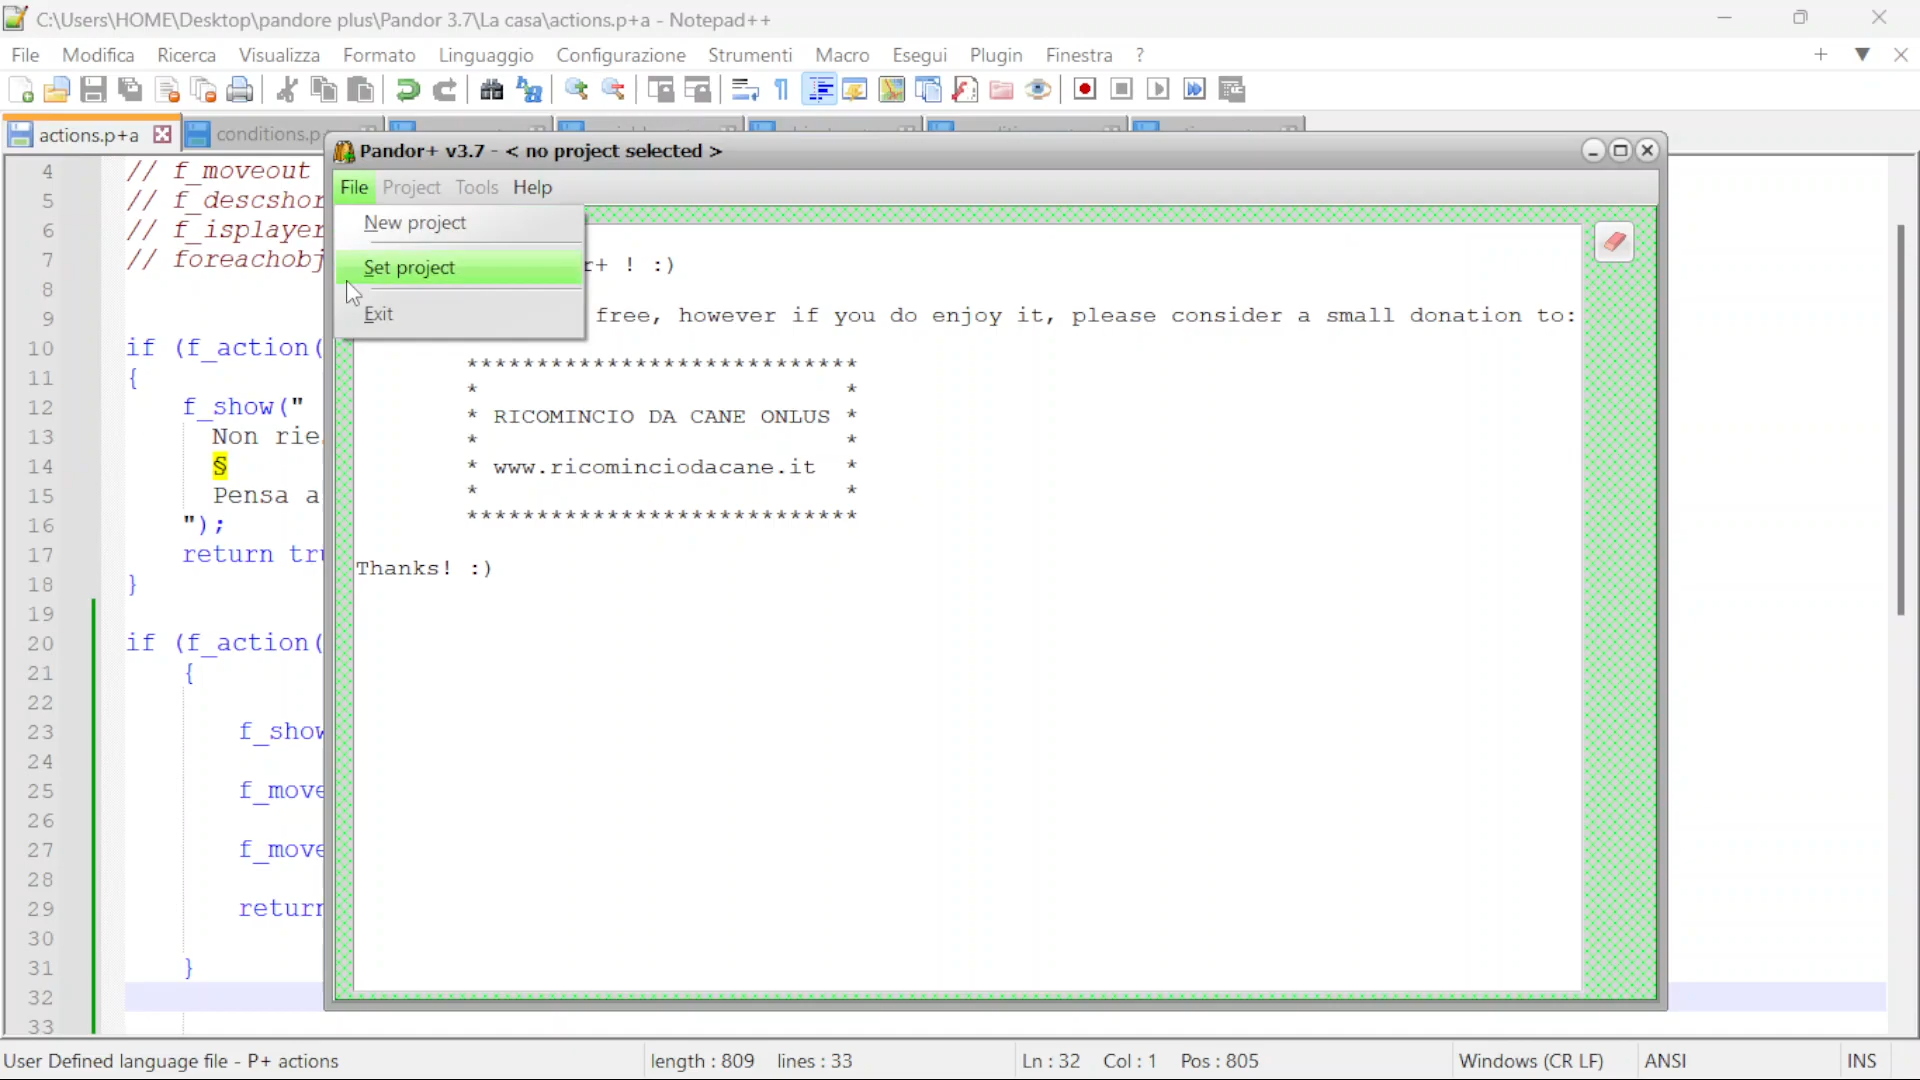 C:\Users\HOME\Desktop\pandore plus\Pandor 3.7\La casa\actions.p+a - Notepad++
File Modifica Ricerca Visualizza Formato Linguaggio Configurazione Strumenti Macro Esegui Plugin Finestra ?
actions.p+a conditions.p
Pandor+ v3.7 - < no project selected >
File Project Tools Help
New project
Set project
Exit
r+ ! :)
free, however if you do enjoy it, please consider a small donation to:
****************************
* *
* RICOMINCIO DA CANE ONLUS *
* *
* www.ricominciodacane.it *
* *
****************************
Thanks! :)
4 // f_moveout
5 // f_descshor
6 // f_isplayer
7 // foreachobj
8
9
10 if (f_action(
11 {
12 f_show("
13 Non rie
14 §
15 Pensa a
16 ");
17 return tr
18 }
19
20 if (f_action(
21 {
22
23 f_show
24
25 f_move
26
27 f_move
28
29 return
30
31 }
32
33
User Defined language file - P+ actions length : 809 lines : 33 Ln : 32 Col : 1 Pos : 805 Windows (CR LF) ANSI INS